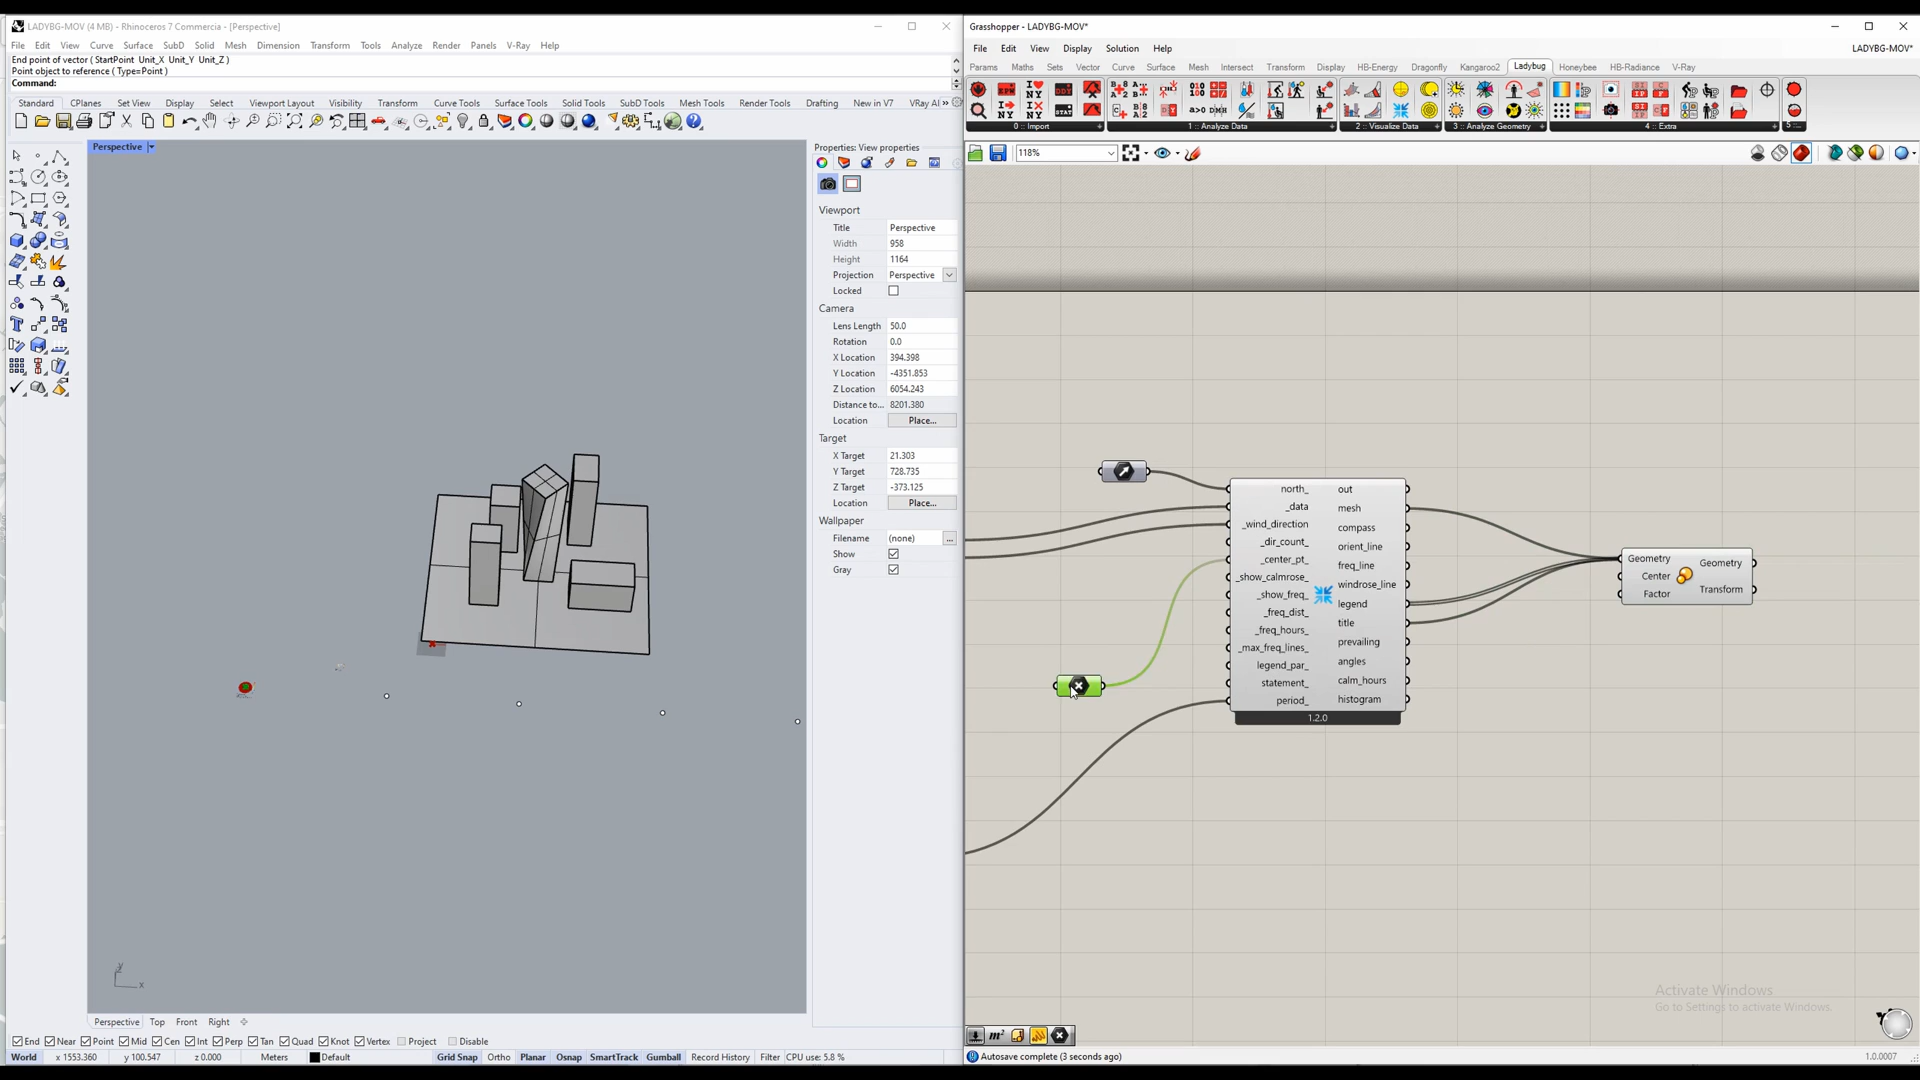 LADYBG-MOV (4 MB) - Rhinoceros 7 Commercia - [Perspective]
File Edit View Curve Surface SubD Solid Mesh Dimension Transform Tools Analyze Render Panels V-Ray Help
End point of vector ( StartPoint Unit_X Unit_Y Unit_Z )
Point object to reference ( Type=Point )
Command:
Standard CPlanes Set View Display Select Viewport Layout Visibility Transform Curve Tools Surface Tools Solid Tools SubD Tools Mesh Tools Render Tools Drafting New in V7 VRay Al »
Perspective
Properties: View properties
Viewport
Title Perspective
Width 958
Height 1164
Projection Perspective
Locked
Camera
Lens Length 50.0
Rotation 0.0
X Location 394.398
Y Location -4351.853
Z Location 6054.243
Distance to... 8201.380
Location Place...
Target
X Target 21.303
Y Target 728.735
Z Target -373.125
Location Place...
Wallpaper
Filename (none) ...
Show
Gray
y
x
Perspective Top Front Right
End Near Point Mid Cen Int Perp Tan Quad Knot Vertex Project Disable
World x 1553.360 y 100.547 z 0.000 Meters Default Grid Snap Ortho Planar Osnap SmartTrack Gumball Record History Filter CPU use: 5.8 %
Grasshopper - LADYBG-MOV*
File Edit View Display Solution Help LADYBG-MOV*
Params Maths Sets Vector Curve Surface Mesh Intersect Transform Display HB-Energy Dragonfly Kangaroo2 Ladybug Honeybee HB-Radiance V-Ray
0 :: Import 1 :: Analyze Data 2 :: Visualize Data 3 :: Analyze Geometry 4 :: Extra 5 ::
118%
north_ out
_data mesh
_wind_direction compass
_dir_count_ orient_line
_center_pt_ freq_line
_show_calmrose_ windrose_line
_show_freq_ legend
_freq_dist_ title
_freq_hours_ prevailing
_max_freq_lines_ angles
legend_par_ calm_hours
statement_ histogram
period_
1.2.0
Geometry Geometry
Center Transform
Factor
Activate Windows
Go to Settings to activate Windows.
Autosave complete (3 seconds ago)
1.0.0007